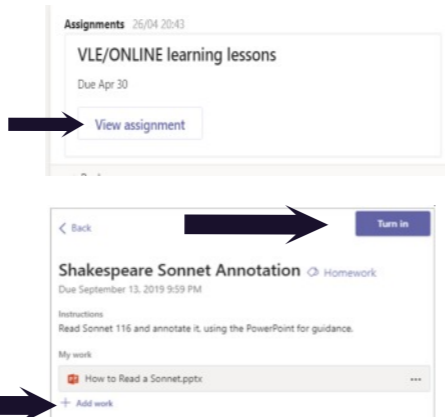 Assignments 26/04 20:43
VLE/ONLINE learning lessons
Due Apr 30
View assignment
< Back Turn in
Shakespeare Sonnet Annotation Homework
Due September 13, 2019 9:59 PM
Instructions
Read Sonnet 116 and annotate it, using the PowerPoint for guidance.
My work
How to Read a Sonnet.pptx ...
+ Add work